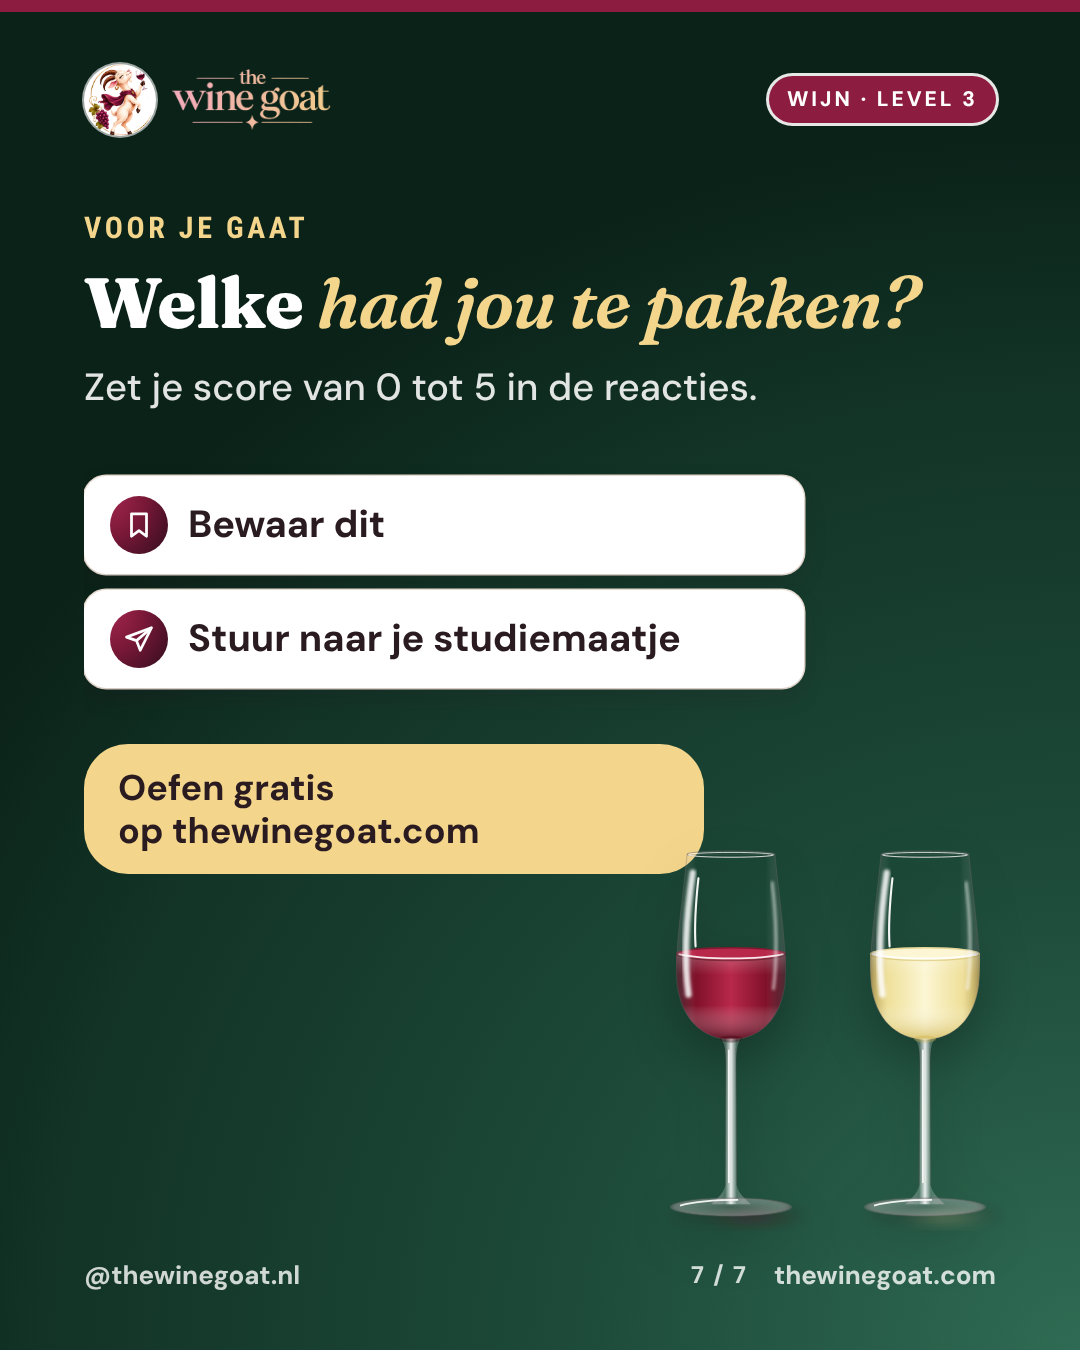 the
wine goat
WIJN · LEVEL 3
VOOR JE GAAT
Welke had jou te pakken?
Zet je score van 0 tot 5 in de reacties.
Bewaar dit
Stuur naar je studiemaatje
Oefen gratis
op thewinegoat.com
@thewinegoat.nl
7 / 7
thewinegoat.com